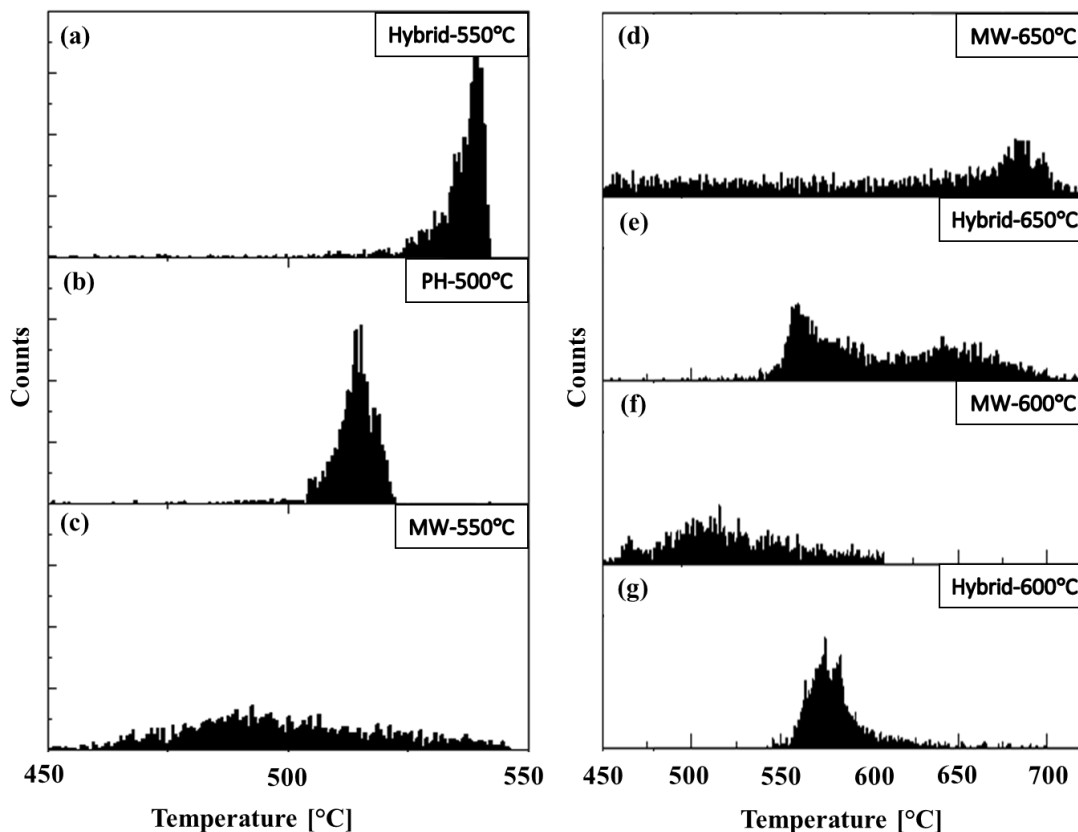 (a)
Hybrid-550°C
(b)
PH-500°C
(c)
MW-550°C
Counts
450
500
550
Temperature [°C]
(d)
MW-650°C
(e)
Hybrid-650°C
(f)
MW-600°C
(g)
Hybrid-600°C
Counts
450
500
550
600
650
700
Temperature [°C]